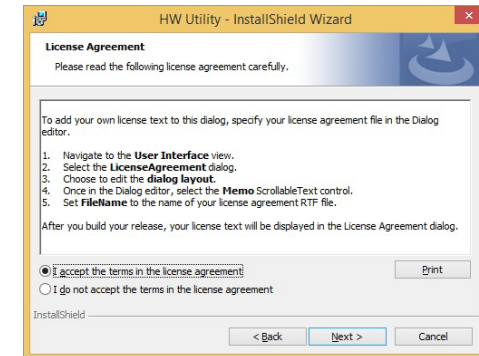 HW Utility - InstallShield Wizard
License Agreement
Please read the following license agreement carefully.
To add your own license text to this dialog, specify your license agreement file in the Dialog
editor.
1. Navigate to the User Interface view.
2. Select the LicenseAgreement dialog.
3. Choose to edit the dialog layout.
4. Once in the Dialog editor, select the Memo ScrollableText control.
5. Set FileName to the name of your license agreement RTF file.
After you build your release, your license text will be displayed in the License Agreement dialog.
I accept the terms in the license agreement
Print
I do not accept the terms in the license agreement
InstallShield
< Back
Next >
Cancel